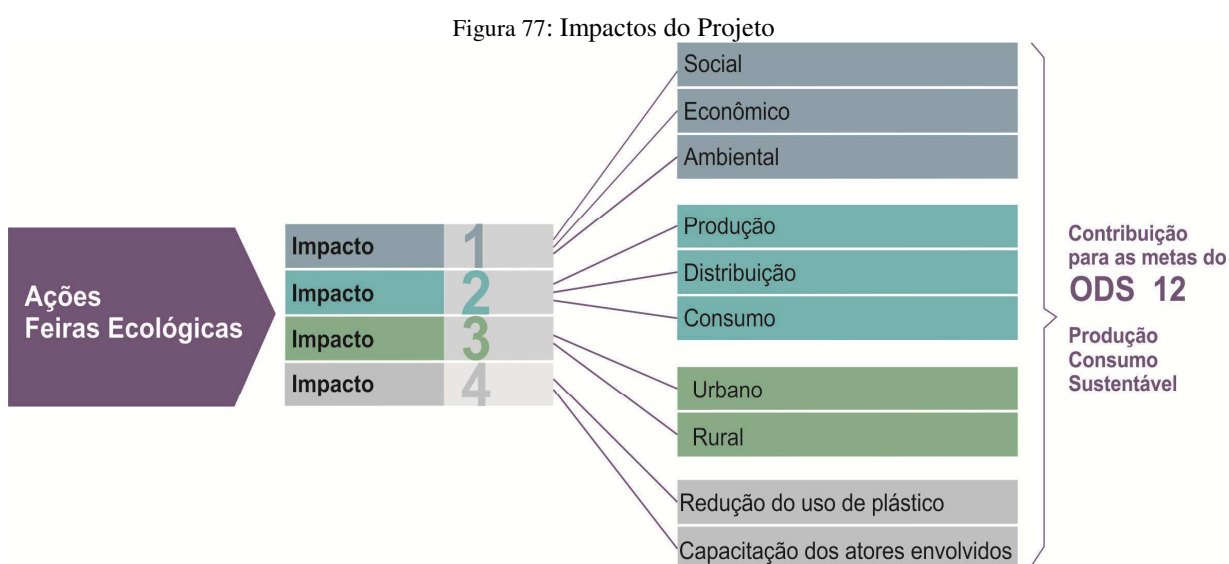 Figura 77: Impactos do Projeto
Ações
Feiras Ecológicas
Impacto 1
Impacto 2
Impacto 3
Impacto 4
Social
Econômico
Ambiental
Produção
Distribuição
Consumo
Urbano
Rural
Redução do uso de plástico
Capacitação dos atores envolvidos
Contribuição
para as metas do
ODS 12
Produção
Consumo
Sustentável